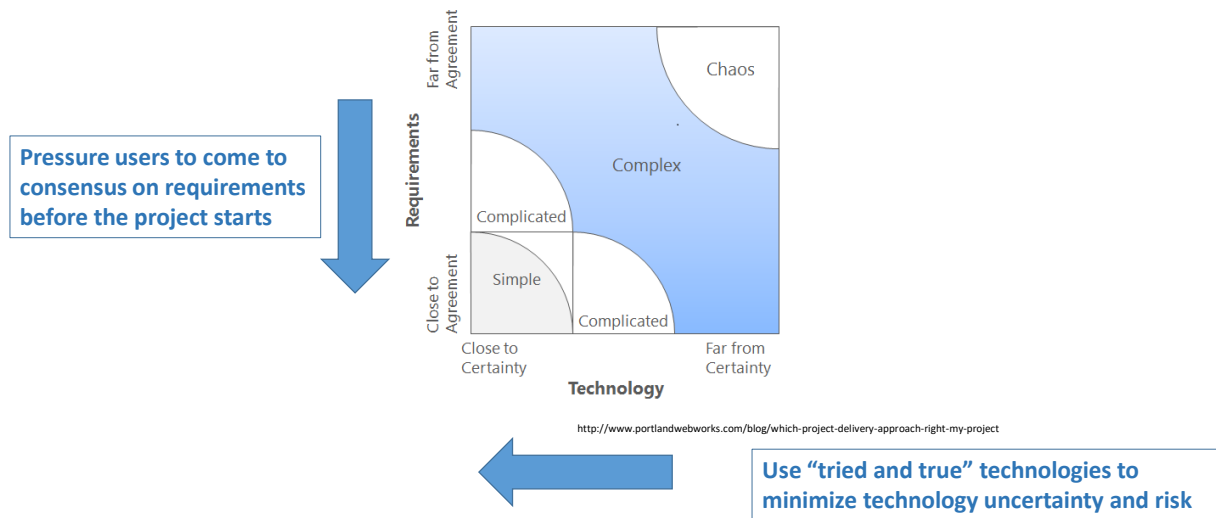 Far from
Agreement
Chaos
Pressure users to come to
consensus on requirements
before the project starts
Requirements
Complex
Complicated
Simple
Close to
Agreement
Complicated
Close to
Certainty
Far from
Certainty
Technology
http://www.portlandwebworks.com/blog/which-project-delivery-approach-right-my-project
Use “tried and true” technologies to
minimize technology uncertainty and risk